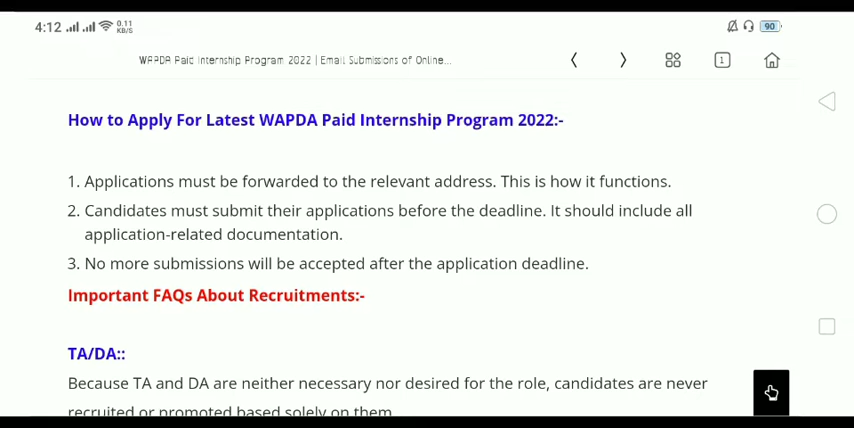 4:12 0.11 KB/S 90
WAPDA Paid Internship Program 2022 | Email Submissions of Online... 1
How to Apply For Latest WAPDA Paid Internship Program 2022:-
1. Applications must be forwarded to the relevant address. This is how it functions.
2. Candidates must submit their applications before the deadline. It should include all
application-related documentation.
3. No more submissions will be accepted after the application deadline.
Important FAQs About Recruitments:-
TA/DA::
Because TA and DA are neither necessary nor desired for the role, candidates are never
recruited or promoted based solely on them